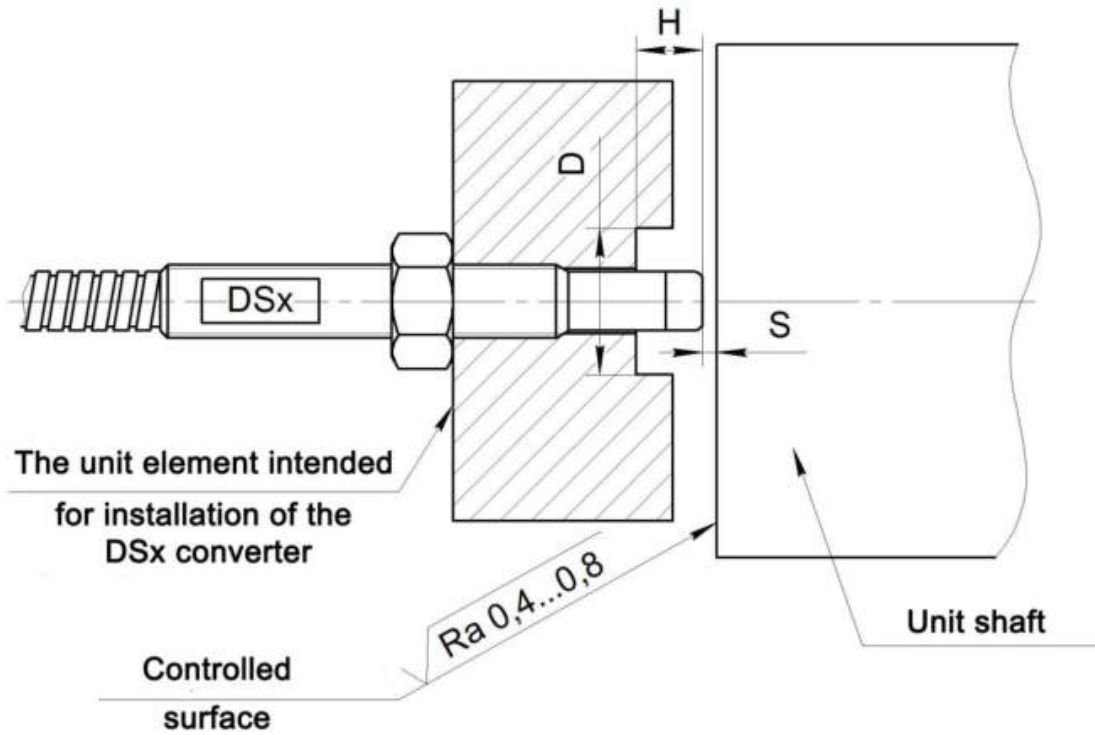 H
D
DSx
S
The unit element intended
for installation of the
DSx converter
Ra 0,4...0,8
Unit shaft
Controlled
surface